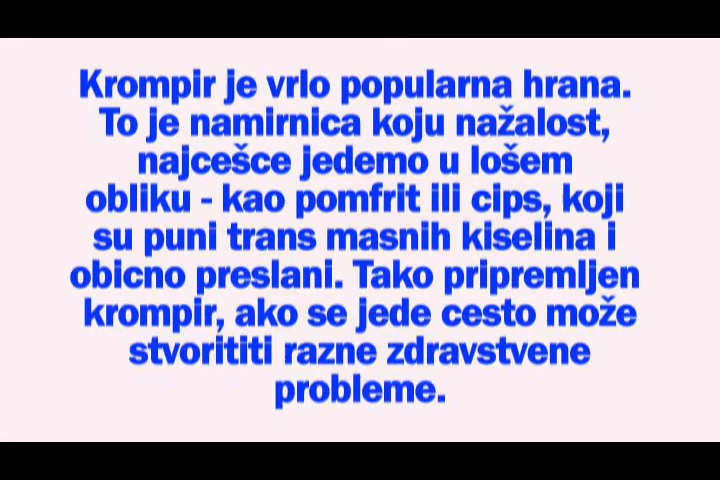 Krompir je vrlo popularna hrana.
To je namirnica koju nažalost,
najcešce jedemo u lošem
obliku - kao pomfrit ili cips, koji
su puni trans masnih kiselina i
obicno preslani. Tako pripremljen
krompir, ako se jede cesto može
stvorititi razne zdravstvene
probleme.